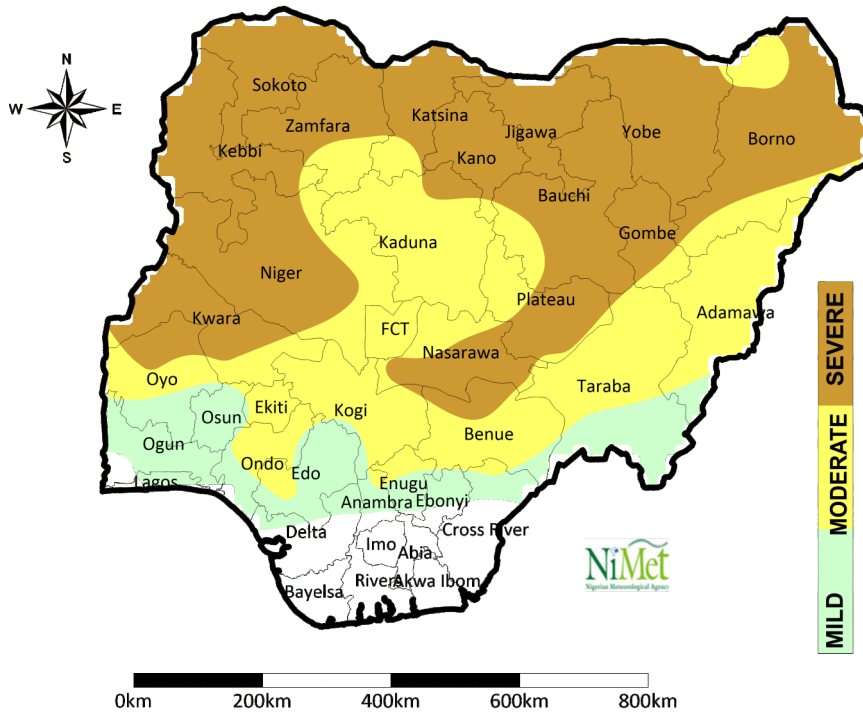 N
W E
S
Sokoto
Zamfara
Katsina
Kebbi
Jigawa
Kano
Yobe
Borno
Bauchi
Gombe
Kaduna
Niger
Plateau
Kwara
FCT
Adamawa
Nasarawa
Oyo
Taraba
Ekiti
Kogi
Osun
Ogun
Benue
Ondo
Edo
Lagos
Enugu
Anambra
Ebonyi
Delta
Cross River
Imo
Abia
Rivers
Akwa Ibom
Bayelsa
NiMet
Nigerian Meteorological Agency
SEVERE
MODERATE
MILD
0km 200km 400km 600km 800km